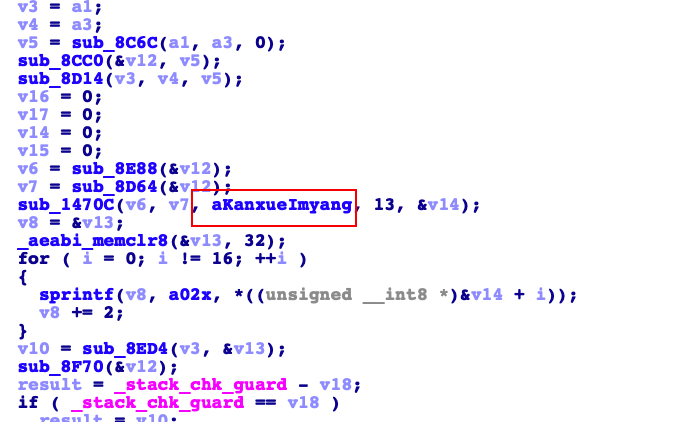 v3 = a1;
v4 = a3;
v5 = sub_8C6C(a1, a3, 0);
sub_8CC0(&v12, v5);
sub_8D14(v3, v4, v5);
v16 = 0;
v17 = 0;
v14 = 0;
v15 = 0;
v6 = sub_8E88(&v12);
v7 = sub_8D64(&v12);
sub_1470C(v6, v7, aKanxueImyang, 13, &v14);
v8 = &v13;
_aeabi_memclr8(&v13, 32);
for ( i = 0; i != 16; ++i )
{
sprintf(v8, a02x, *((unsigned __int8 *)&v14 + i));
v8 += 2;
}
v10 = sub_8ED4(v3, &v13);
sub_8F70(&v12);
result = _stack_chk_guard - v18;
if ( _stack_chk_guard == v18 )
result = v10;